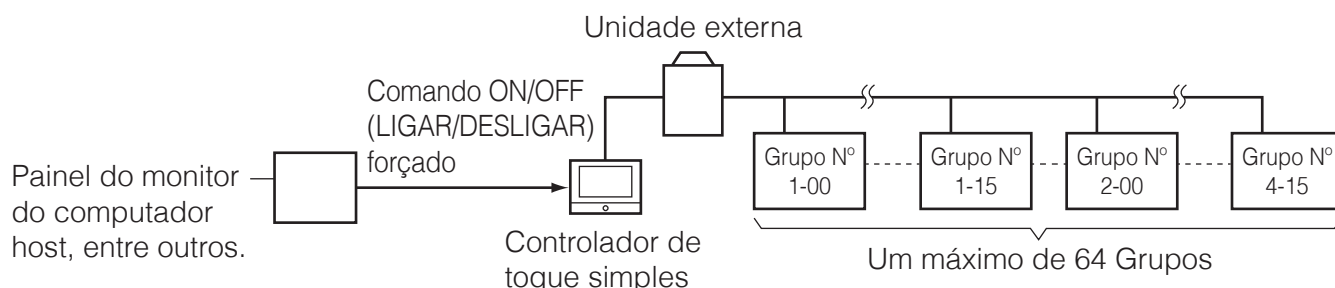 Unidade externa
Comando ON/OFF
(LIGAR/DESLIGAR)
forçado
Painel do monitor
do computador
host, entre outros.
Controlador de
toque simples
Grupo Nº
1-00
Grupo Nº
1-15
Grupo Nº
2-00
Grupo Nº
4-15
Um máximo de 64 Grupos